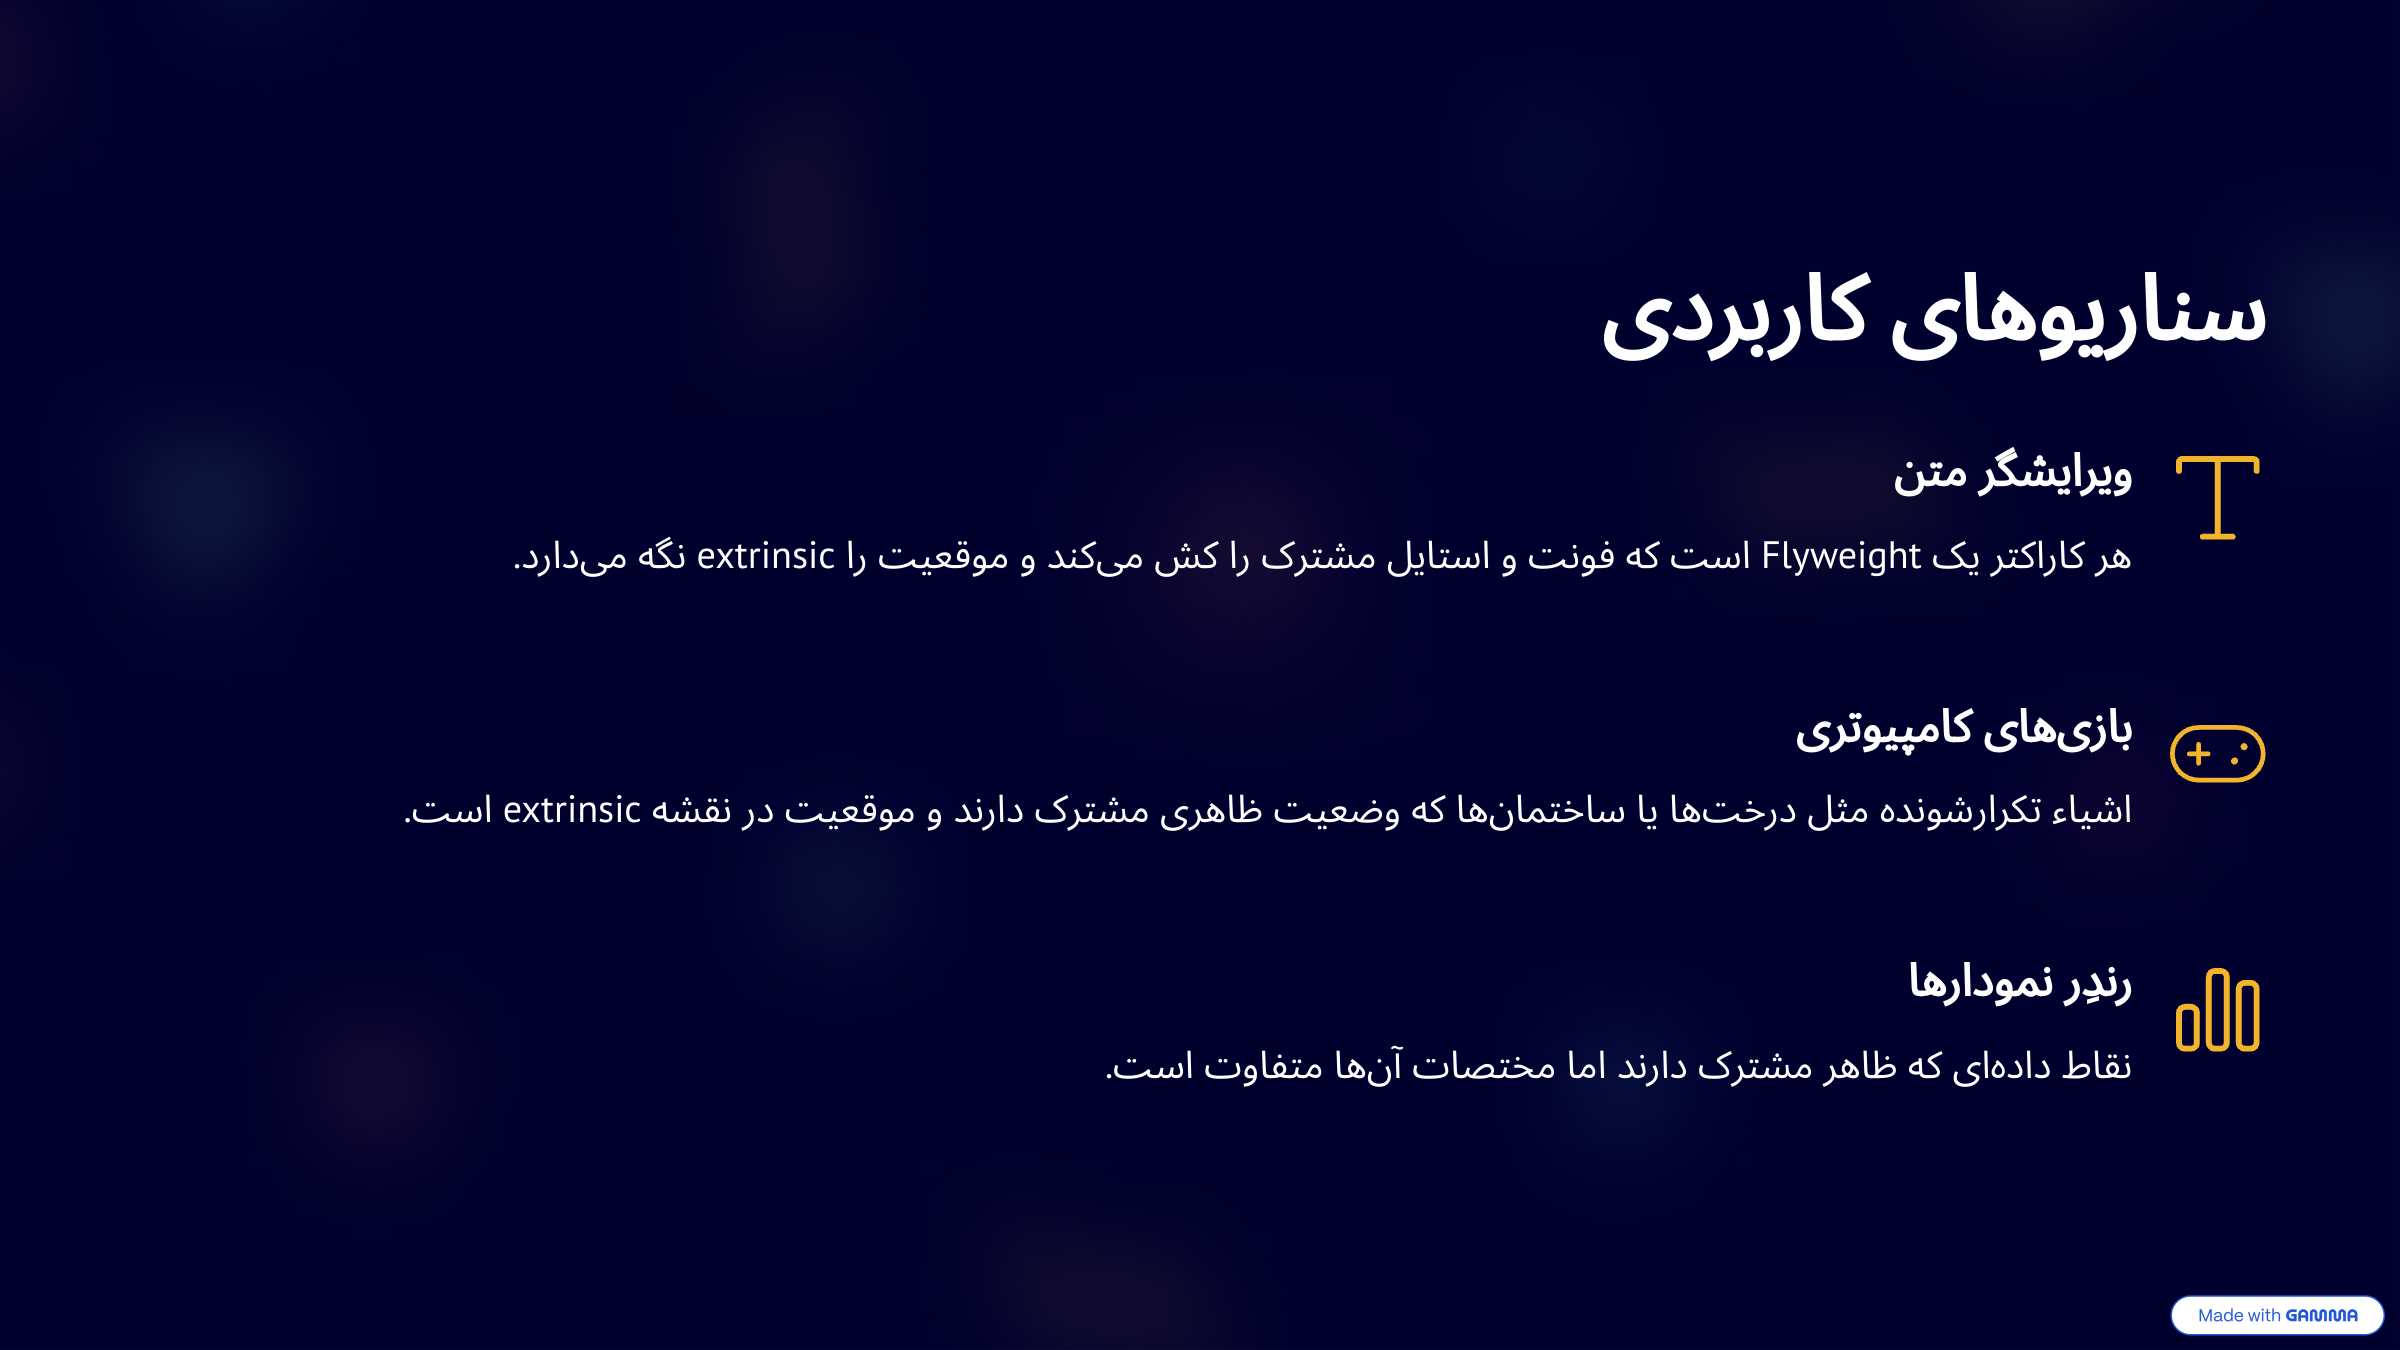 سناریوهای کاربردی
ویرایشگر متن
هر کاراکتر یک Flyweight است که فونت و استایل مشترک را کش می‌کند و موقعیت را extrinsic نگه می‌دارد.
بازی‌های کامپیوتری
اشیاء تکرارشونده مثل درخت‌ها یا ساختمان‌ها که وضعیت ظاهری مشترک دارند و موقعیت در نقشه extrinsic است.
رندِر نمودارها
نقاط داده‌ای که ظاهر مشترک دارند اما مختصات آن‌ها متفاوت است.
Made with GAMMA